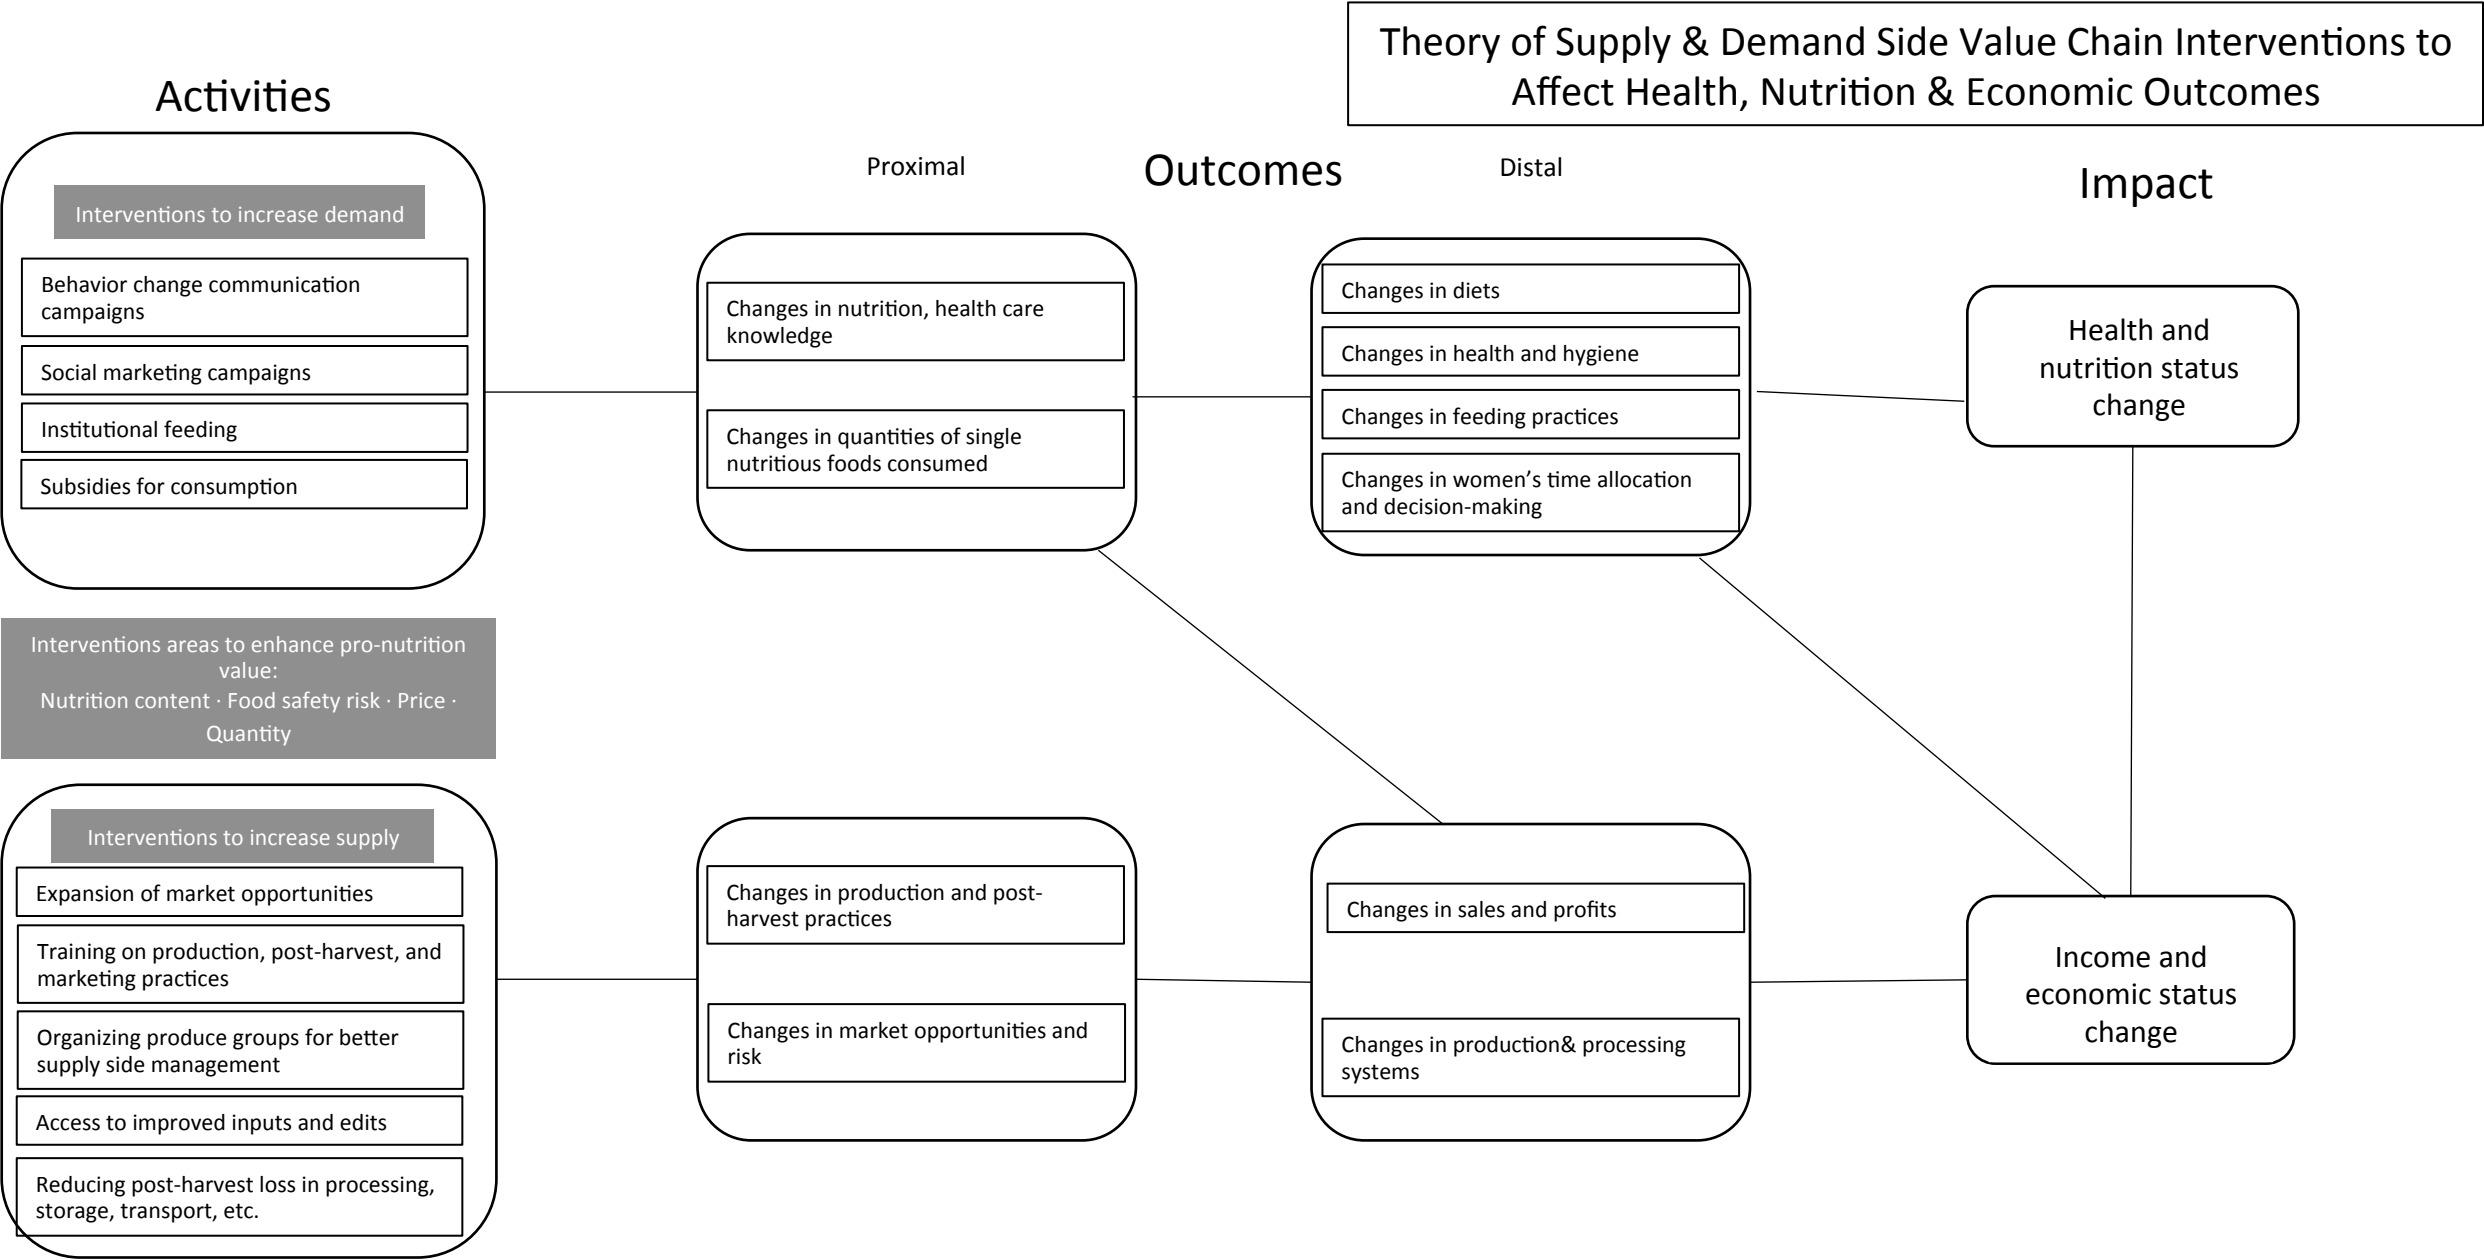 Theory of Supply & Demand Side Value Chain Interventions to
Affect Health, Nutrition & Economic Outcomes
Activities
Proximal
Outcomes
Distal
Impact
Interventions to increase demand
Behavior change communication
campaigns
Social marketing campaigns
Institutional feeding
Subsidies for consumption
Changes in nutrition, health care
knowledge
Changes in quantities of single
nutritious foods consumed
Changes in diets
Changes in health and hygiene
Changes in feeding practices
Changes in women’s time allocation
and decision-making
Health and
nutrition status
change
Interventions areas to enhance pro-nutrition
value:
Nutrition content · Food safety risk · Price ·
Quantity
Interventions to increase supply
Expansion of market opportunities
Training on production, post-harvest, and
marketing practices
Organizing produce groups for better
supply side management
Access to improved inputs and edits
Reducing post-harvest loss in processing,
storage, transport, etc.
Changes in production and post-
harvest practices
Changes in market opportunities and
risk
Changes in sales and profits
Changes in production& processing
systems
Income and
economic status
change